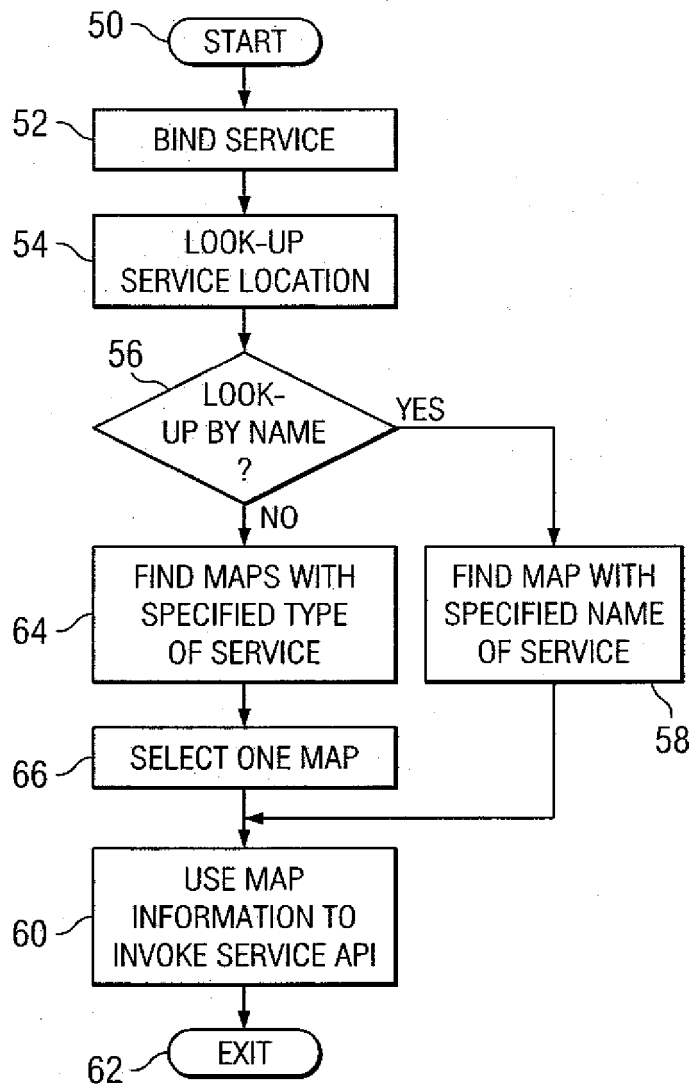 50
START
52
BIND SERVICE
54
LOOK-UP
SERVICE LOCATION
56
LOOK-
UP BY NAME
?
YES
NO
64
FIND MAPS WITH
SPECIFIED TYPE
OF SERVICE
FIND MAP WITH
SPECIFIED NAME
OF SERVICE
58
66
SELECT ONE MAP
60
USE MAP
INFORMATION TO
INVOKE SERVICE API
62
EXIT